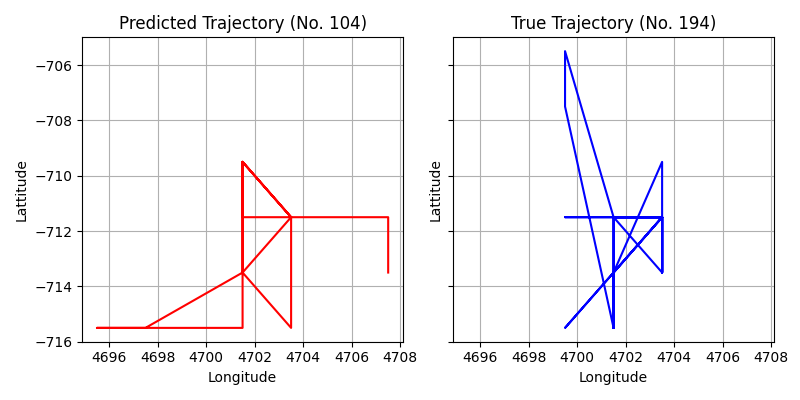 Predicted Trajectory (No. 104)
True Trajectory (No. 194)
−706
−708
−710
−712
−714
−716
Lattitude
Lattitude
4696 4698 4700 4702 4704 4706 4708
4696 4698 4700 4702 4704 4706 4708
Longitude
Longitude